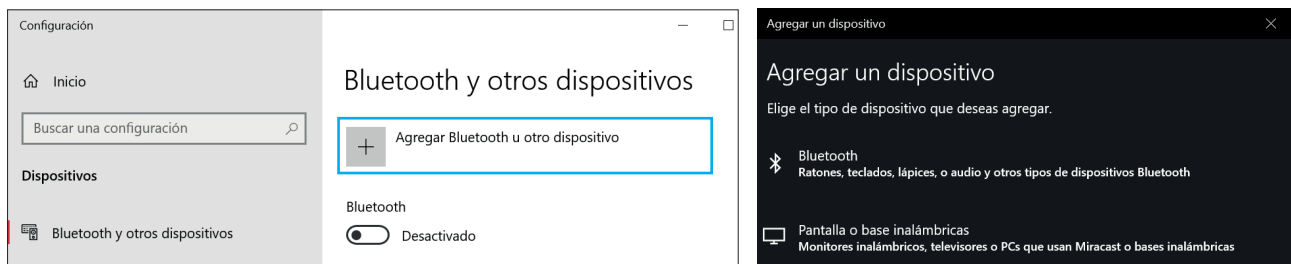 Configuración
Inicio
Buscar una configuración
Dispositivos
Bluetooth y otros dispositivos
Bluetooth y otros dispositivos
Agregar Bluetooth u otro dispositivo
Bluetooth
Desactivado
Agregar un dispositivo
Agregar un dispositivo
Elige el tipo de dispositivo que deseas agregar.
Bluetooth
Ratones, teclados, lápices, o audio y otros tipos de dispositivos Bluetooth
Pantalla o base inalámbricas
Monitores inalámbricos, televisores o PCs que usan Miracast o bases inalámbricas